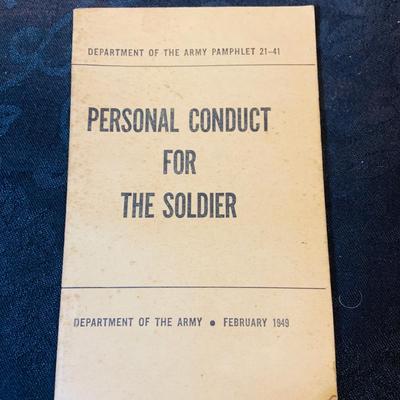 DEPARTMENT OF THE ARMY PAMPHLET 21-41
PERSONAL CONDUCT
FOR
THE SOLDIER
DEPARTMENT OF THE ARMY • FEBRUARY 1949